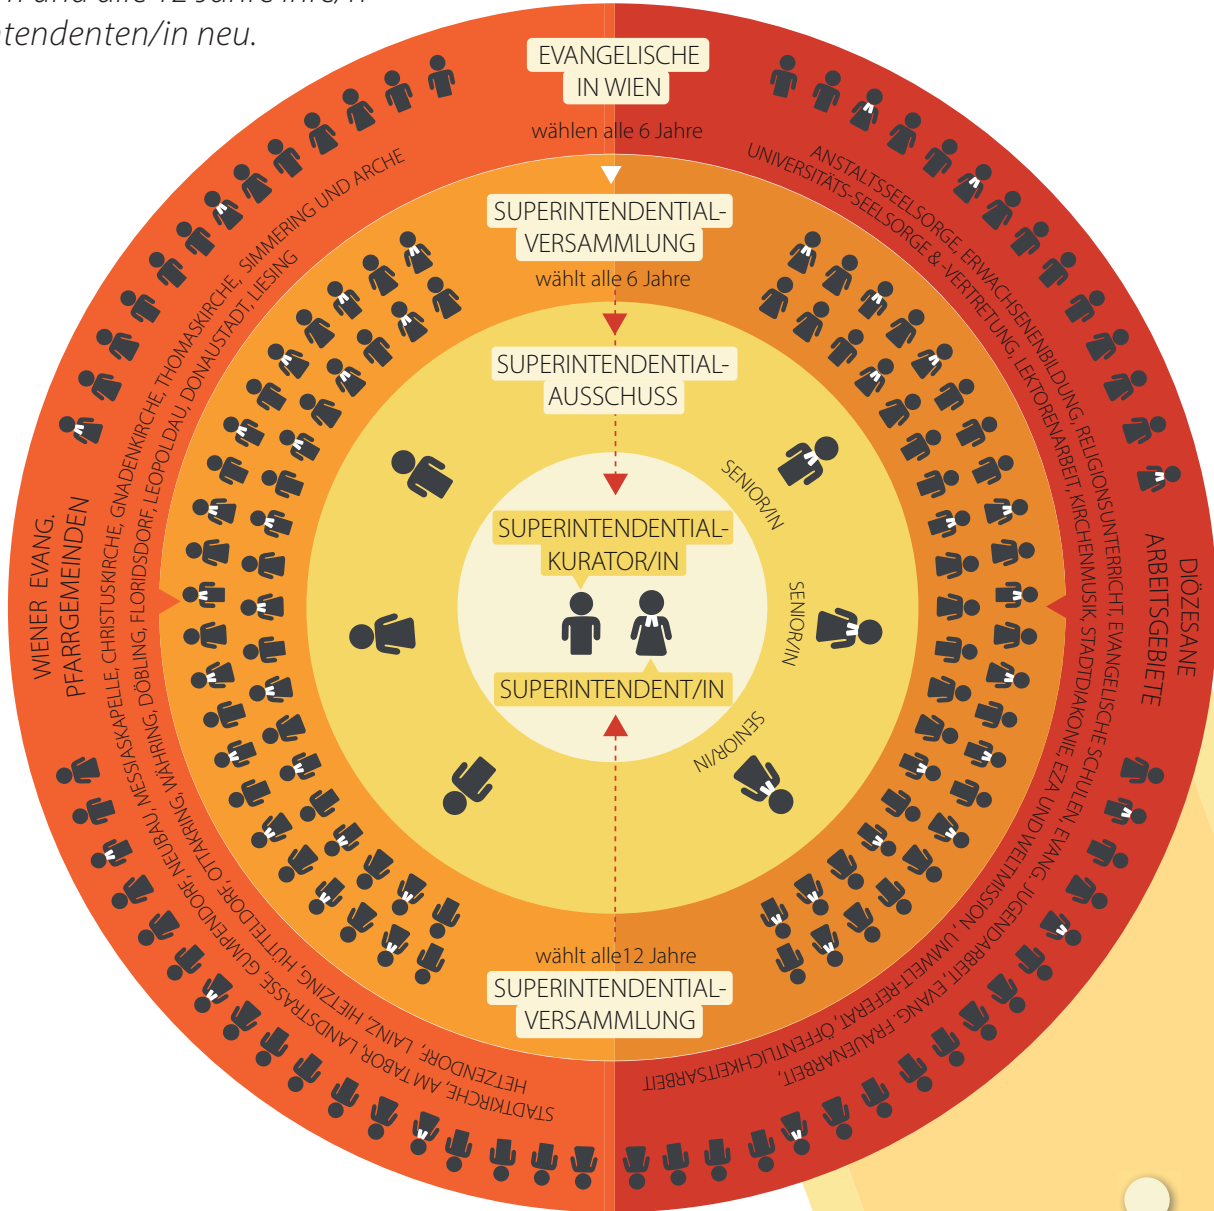 n und alle 12 Jahre ihre/n
tendenten/in neu.
EVANGELISCHE
IN WIEN
wählen alle 6 Jahre
SUPERINTENDENTIAL-
VERSAMMLUNG
wählt alle 6 Jahre
SUPERINTENDENTIAL-
AUSSCHUSS
SUPERINTENDENTIAL-
KURATOR/IN
SUPERINTENDENT/IN
SENIOR/IN
SENIOR/IN
SENIOR/IN
wählt alle12 Jahre
SUPERINTENDENTIAL-
VERSAMMLUNG
WIENER EVANG.
PFARRGEMEINDEN
STADTKIRCHE, AM TABOR, LANDSTRASSE, GUMPENDORF, NEUBAU, MESSIASKAPELLE, CHRISTUSKIRCHE, GNADENKIRCHE, THOMASKIRCHE, SIMMERING UND ARCHE
HETZENDORF, LAINZ, HIETZING, HÜTTELDORF, OTTAKRING, WÄHRING, DÖBLING, FLORIDSDORF, LEOPOLDAU, DONAUSTADT, LIESING
DIÖZESANE
ARBEITSGEBIETE
ANSTALTSSEELSORGE, ERWACHSENENBILDUNG, RELIGIONSUNTERRICHT, EVANGELISCHE SCHULEN, EVANG. JUGENDARBEIT, EVANG. FRAUENARBEIT,
UNIVERSITÄTS-SEELSORGE & -VERTRETUNG, LEKTORENARBEIT, KIRCHENMUSIK, STADTDIAKONIE, EZA UND WELTMISSION, UMWELT-REFERAT, ÖFFENTLICHKEITSARBEIT